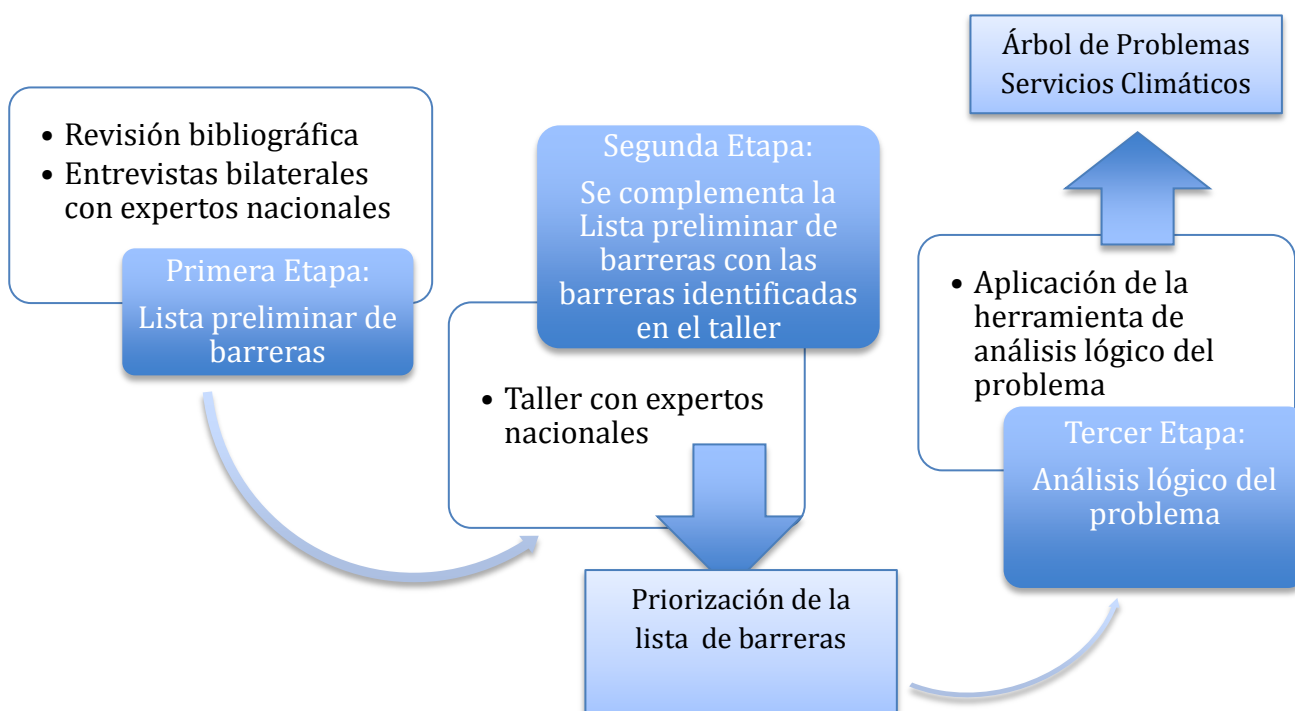 • Revisión bibliográfica
• Entrevistas bilaterales
con expertos nacionales
Primera Etapa:
Lista preliminar de
barreras
Segunda Etapa:
Se complementa la
Lista preliminar de
barreras con las
barreras identificadas
en el taller
• Taller con expertos
nacionales
Priorización de la
lista de barreras
Árbol de Problemas
Servicios Climáticos
• Aplicación de la
herramienta de
análisis lógico del
problema
Tercer Etapa:
Análisis lógico del
problema